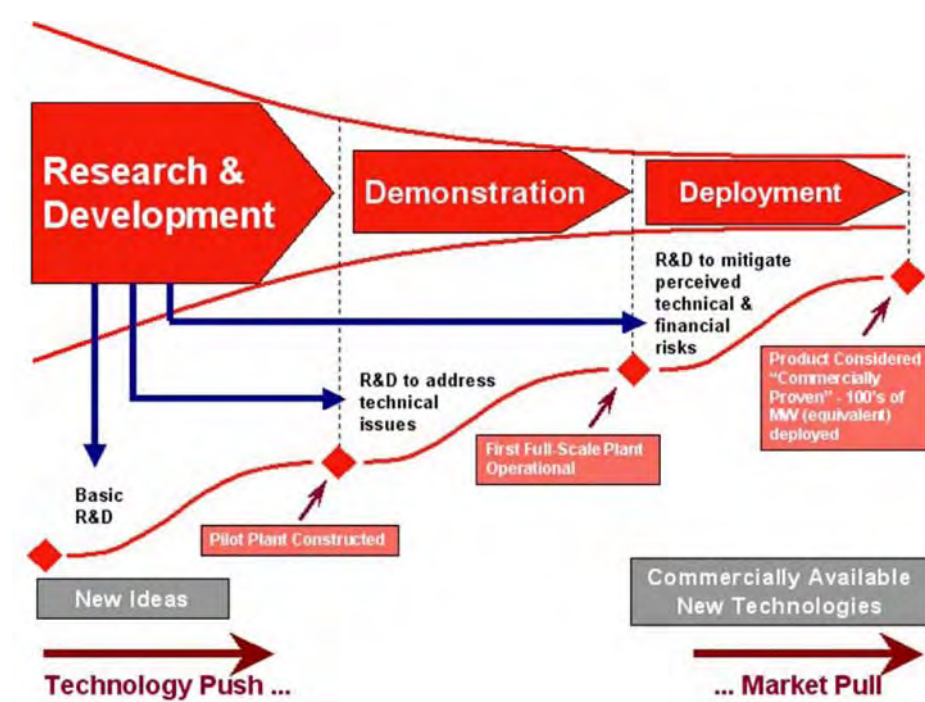 Research &
Development
Demonstration
Deployment
R&D to mitigate
perceived
technical &
financial
risks
Product Considered
"Commercially
Proven" - 100's of
MW (equivalent)
deployed
R&D to address
technical
issues
First Full-Scale Plant
Operational
Basic
R&D
Pilot Plant Constructed
New Ideas
Commercially Available
New Technologies
Technology Push ...
... Market Pull